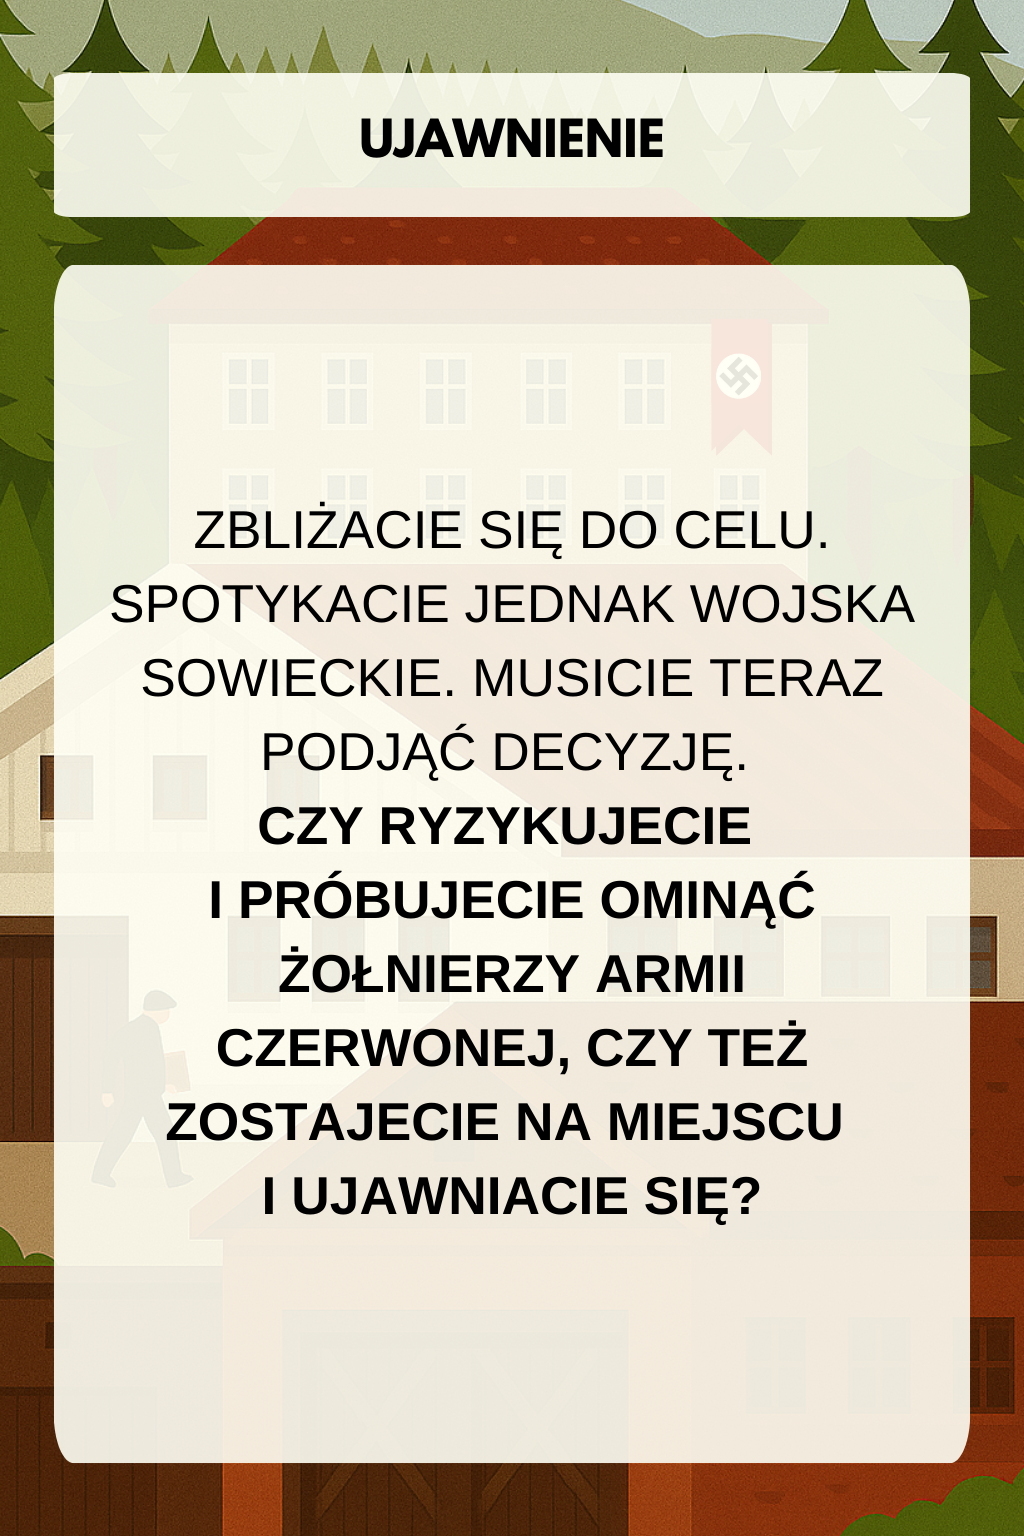 UJAWNIENIE
ZBLIŻACIE SIĘ DO CELU.
SPOTYKACIE JEDNAK WOJSKA
SOWIECKIE. MUSICIE TERAZ
PODJĄĆ DECYZJĘ.
CZY RYZYKUJECIE
I PRÓBUJECIE OMINĄĆ
ŻOŁNIERZY ARMII
CZERWONEJ, CZY TEŻ
ZOSTAJECIE NA MIEJSCU
I UJAWNIACIE SIĘ?